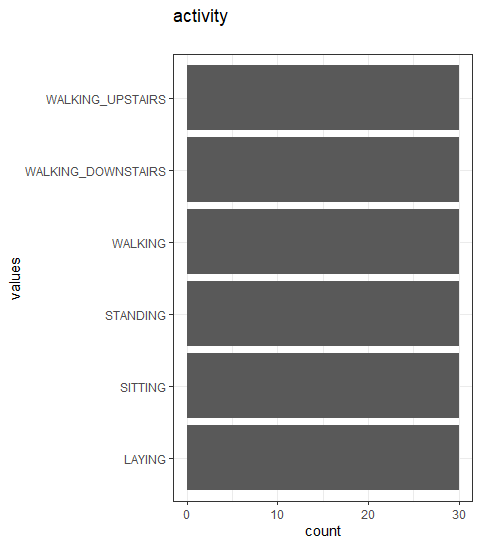 activity
WALKING_UPSTAIRS
WALKING_DOWNSTAIRS
WALKING
STANDING
SITTING
LAYING
values
0 10 20 30
count